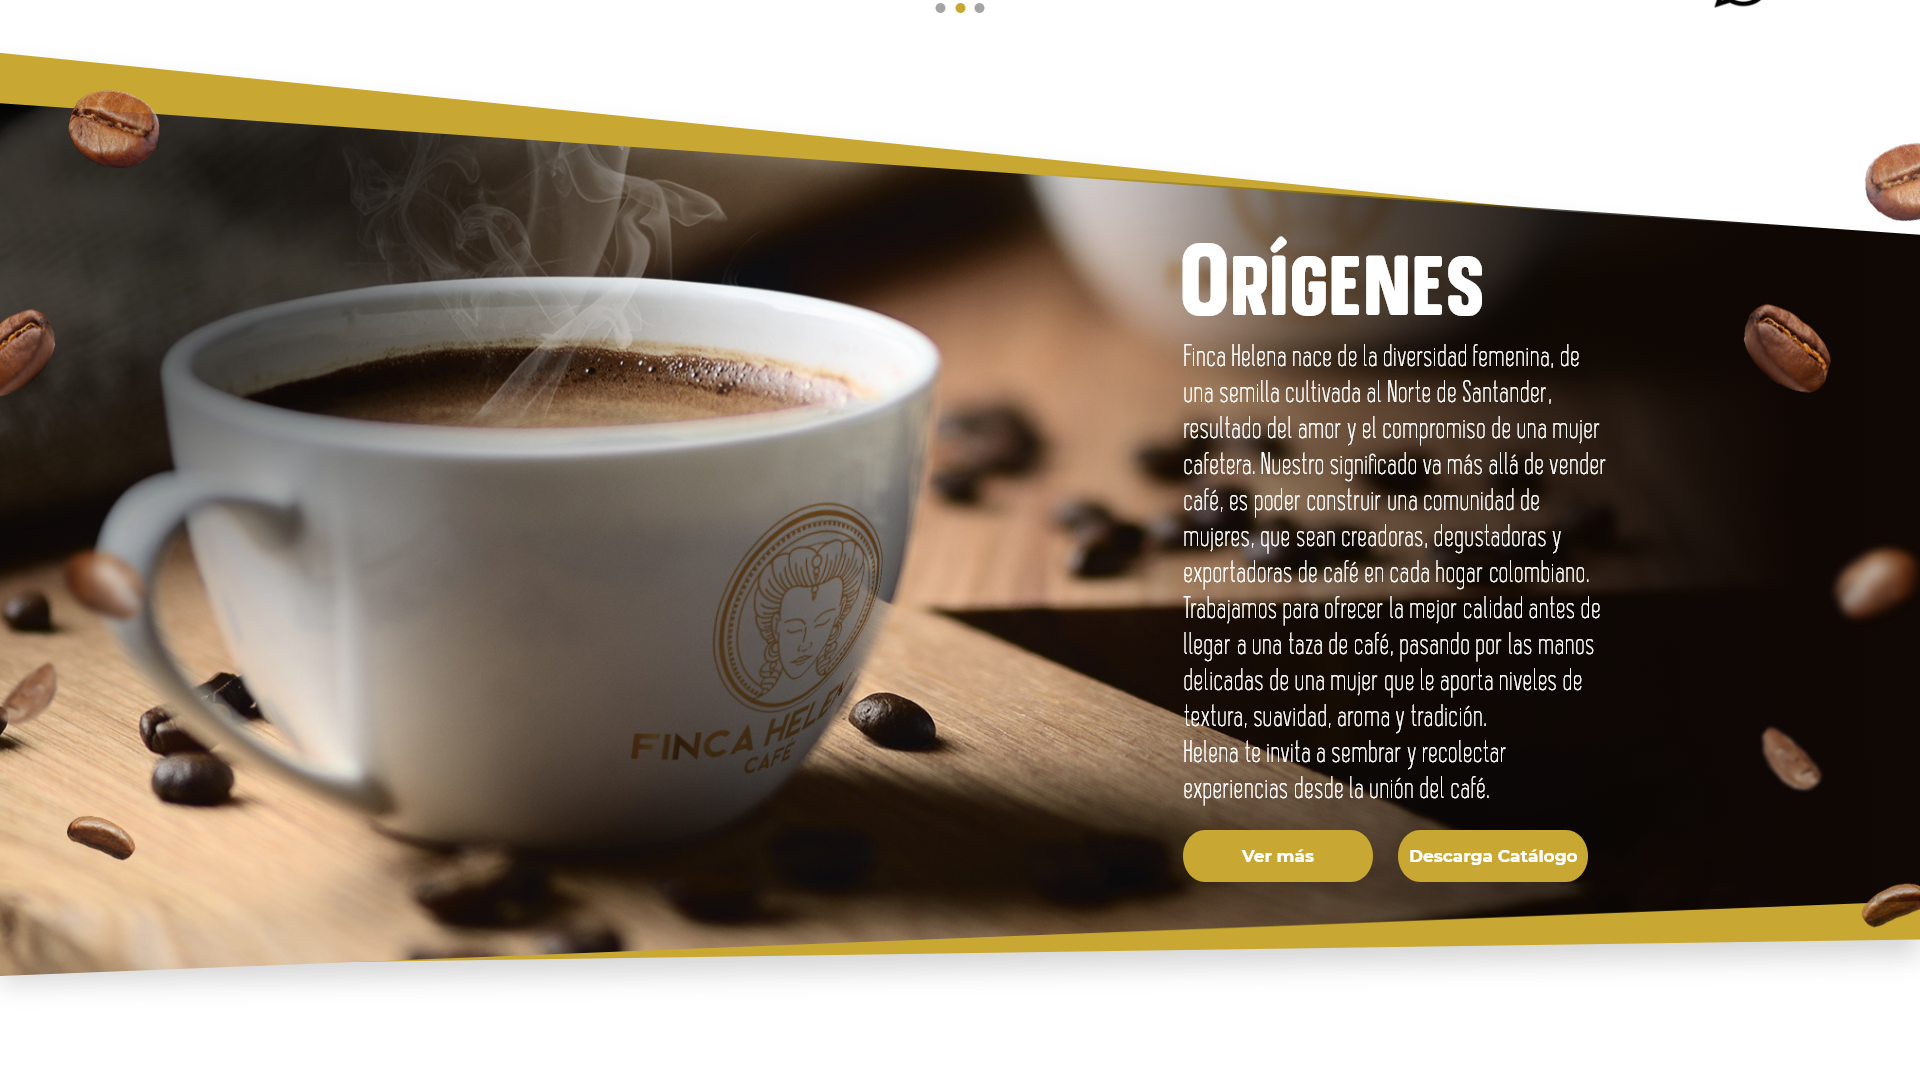 Orígenes
Finca Helena nace de la diversidad femenina, de
una semilla cultivada al Norte de Santander,
resultado del amor y el compromiso de una mujer
cafetera. Nuestro significado va más allá de vender
café, es poder construir una comunidad de
mujeres, que sean creadoras, degustadoras y
exportadoras de café en cada hogar colombiano.
Trabajamos para ofrecer la mejor calidad antes de
llegar a una taza de café, pasando por las manos
delicadas de una mujer que le aporta niveles de
textura, suavidad, aroma y tradición.
Helena te invita a sembrar y recolectar
experiencias desde la unión del café.
Ver más
Descarga Catálogo
FINCA HELENA
CAFÉ